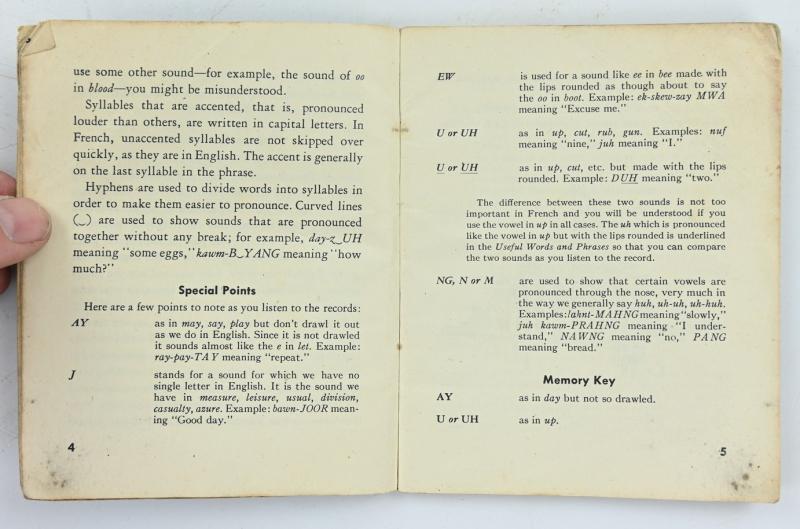 use some other sound—for example, the sound of oo
in blood—you might be misunderstood.
Syllables that are accented, that is, pronounced
louder than others, are written in capital letters. In
French, unaccented syllables are not skipped over
quickly, as they are in English. The accent is generally
on the last syllable in the phrase.
Hyphens are used to divide words into syllables in
order to make them easier to pronounce. Curved lines
(‿) are used to show sounds that are pronounced
together without any break; for example, day-z‿UH
meaning "some eggs," kawm-B‿YANG meaning "how
much?"
Special Points
Here are a few points to note as you listen to the records:
AY as in may, say, play but don't drawl it out
as we do in English. Since it is not drawled
it sounds almost like the e in let. Example:
ray-pay-TAY meaning "repeat."
J stands for a sound for which we have no
single letter in English. It is the sound we
have in measure, leisure, usual, division,
casualty, azure. Example: bawn-JOOR mean-
ing "Good day."
4
EW is used for a sound like ee in bee made with
the lips rounded as though about to say
the oo in boot. Example: ek-skew-zay MWA
meaning "Excuse me."
U or UH as in up, cut, rub, gun. Examples: nuf
meaning "nine," juh meaning "I."
U or UH as in up, cut, etc. but made with the lips
rounded. Example: DUH meaning "two."
The difference between these two sounds is not too
important in French and you will be understood if you
use the vowel in up in all cases. The uh which is pronounced
like the vowel in up but with the lips rounded is underlined
in the Useful Words and Phrases so that you can compare
the two sounds as you listen to the record.
NG, N or M are used to show that certain vowels are
pronounced through the nose, very much in
the way we generally say huh, uh-uh, uh-huh.
Examples: lahnt-MAHNG meaning "slowly,"
juh kawm-PRAHNG meaning "I under-
stand," NAWNG meaning "no," PANG
meaning "bread."
Memory Key
AY as in day but not so drawled.
U or UH as in up.
5